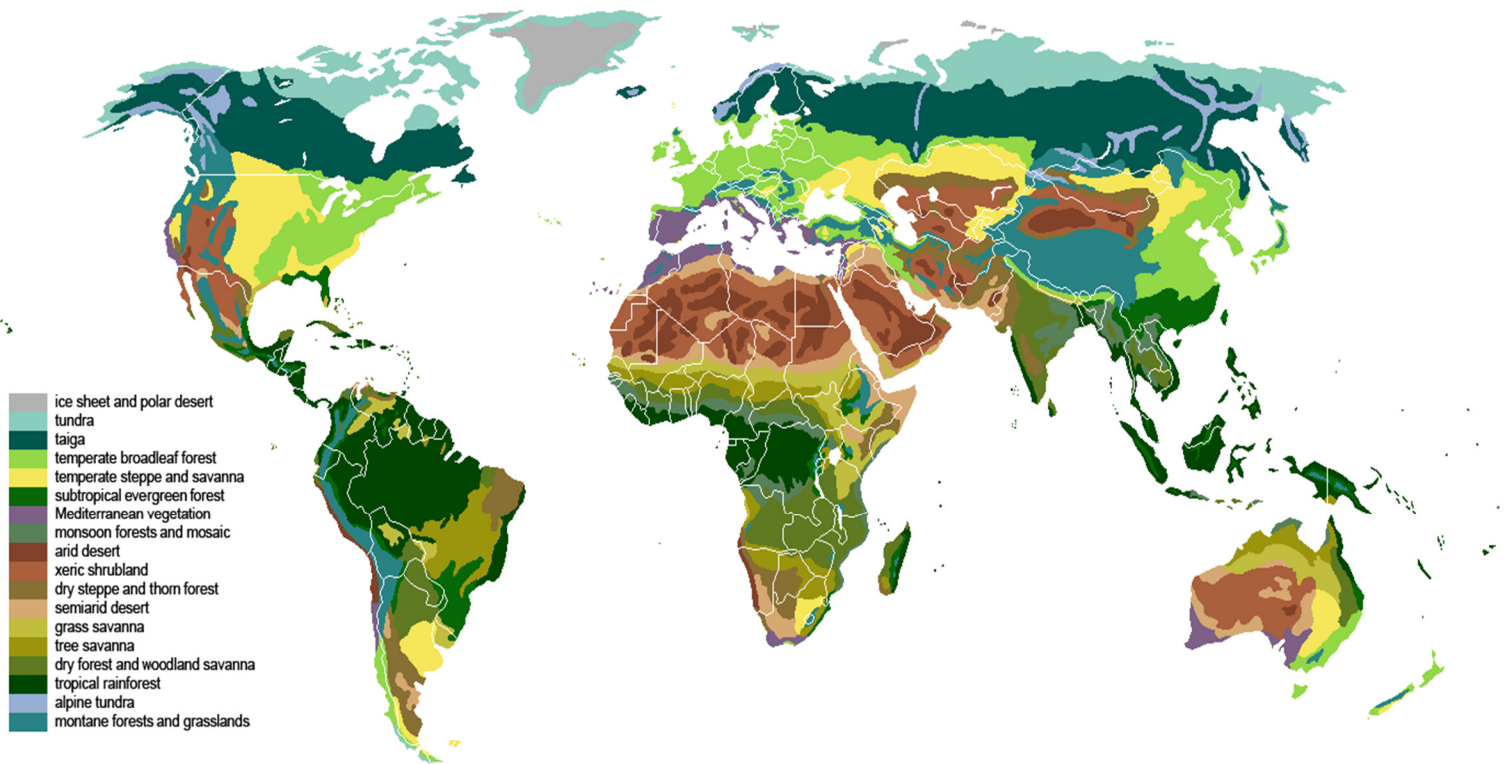 ice sheet and polar desert
tundra
taiga
temperate broadleaf forest
temperate steppe and savanna
subtropical evergreen forest
Mediterranean vegetation
monsoon forests and mosaic
arid desert
xeric shrubland
dry steppe and thorn forest
semiarid desert
grass savanna
tree savanna
dry forest and woodland savanna
tropical rainforest
alpine tundra
montane forests and grasslands